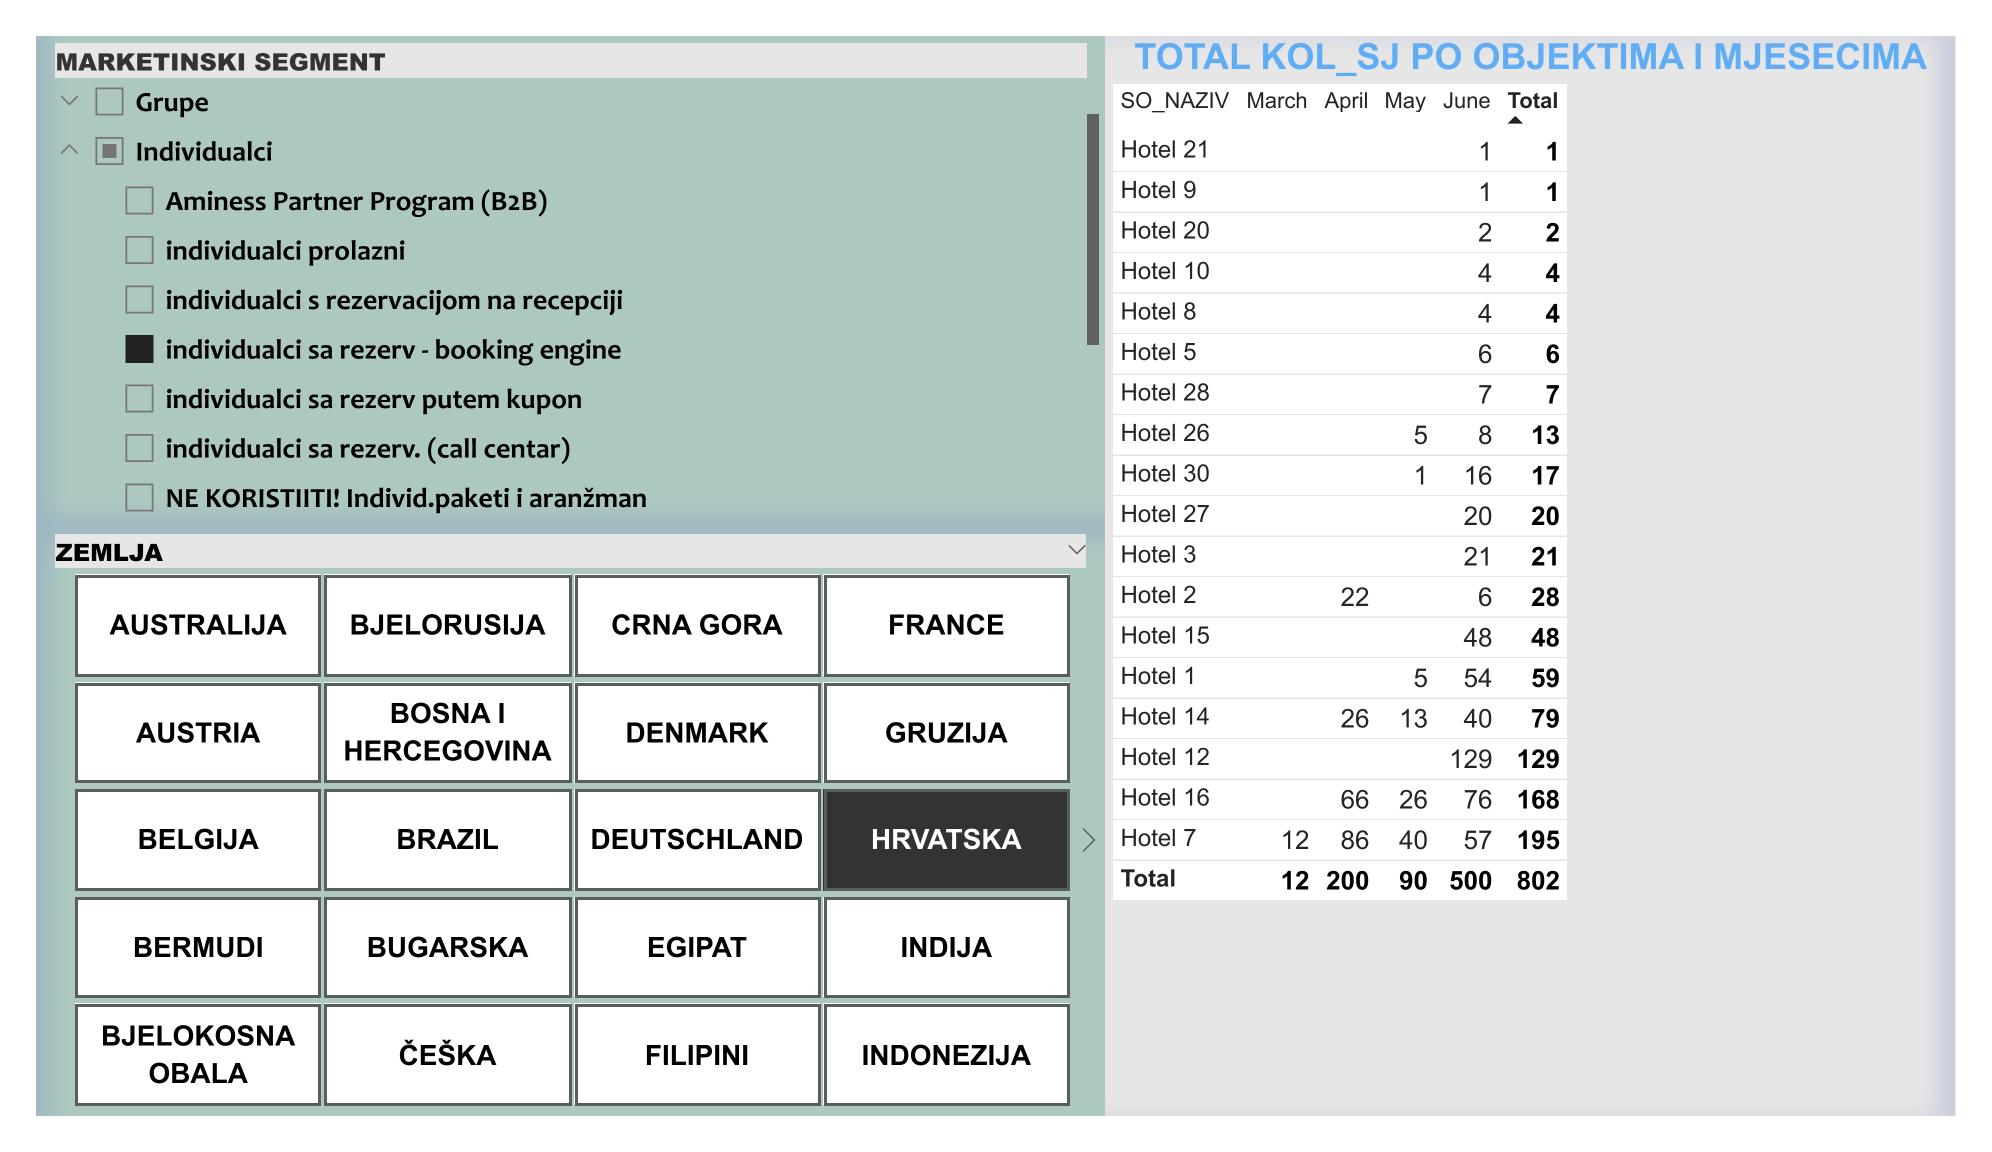 MARKETINSKI SEGMENT
Grupe
Individualci
Aminess Partner Program (B2B)
individualci prolazni
individualci s rezervacijom na recepciji
individualci sa rezerv - booking engine
individualci sa rezerv putem kupon
individualci sa rezerv. (call centar)
NE KORISTIITI! Individ.paketi i aranžman
ZEMLJA
AUSTRALIJA BJELORUSIJA CRNA GORA FRANCE
AUSTRIA BOSNA I HERCEGOVINA DENMARK GRUZIJA
BELGIJA BRAZIL DEUTSCHLAND HRVATSKA
BERMUDI BUGARSKA EGIPAT INDIJA
BJELOKOSNA OBALA ČEŠKA FILIPINI INDONEZIJA
TOTAL KOL_SJ PO OBJEKTIMA I MJESECIMA
SO_NAZIV March April May June Total
Hotel 21 1 1
Hotel 9 1 1
Hotel 20 2 2
Hotel 10 4 4
Hotel 8 4 4
Hotel 5 6 6
Hotel 28 7 7
Hotel 26 5 8 13
Hotel 30 1 16 17
Hotel 27 20 20
Hotel 3 21 21
Hotel 2 22 6 28
Hotel 15 48 48
Hotel 1 5 54 59
Hotel 14 26 13 40 79
Hotel 12 129 129
Hotel 16 66 26 76 168
Hotel 7 12 86 40 57 195
Total 12 200 90 500 802